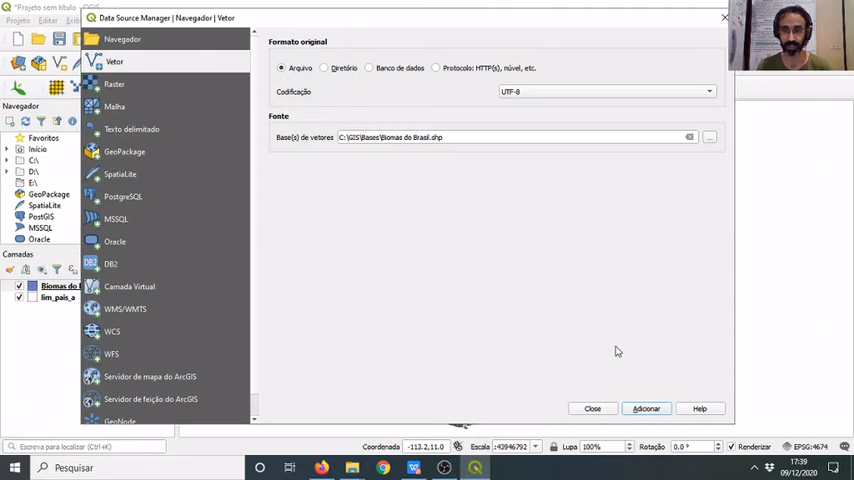 *Projeto sem título - Q
Data Source Manager | Navegador | Vetor
Projeto
Navegador
Vetor
Raster
Malha
Texto delimitado
GeoPackage
SpatiaLite
PostgreSQL
MSSQL
Oracle
DB2
Camada Virtual
WMS/WMTS
WCS
WFS
Servidor de mapa do ArcGIS
Servidor de feição do ArcGIS
GeoNode
Formato original
Arquivo Diretório Banco de dados Protocolo: HTTP(s), núvel, etc.
Codificação UTF-8
Fonte
Base(s) de vetores C:\GIS\Bases\Biomas do Brasil.shp ...
Close Adicionar Help
Navegador
Favoritos
Início
C:\
D:\
E:\
GeoPackage
SpatiaLite
PostGIS
MSSQL
Oracle
Camadas
Biomas do B
lim_pais_a
Escreva para localizar (Ctrl+K) Coordenada -113.2,11.0 Escala :43946792 Lupa 100% Rotação 0.0 ° Renderizar EPSG:4674
Pesquisar
17:39
09/12/2020